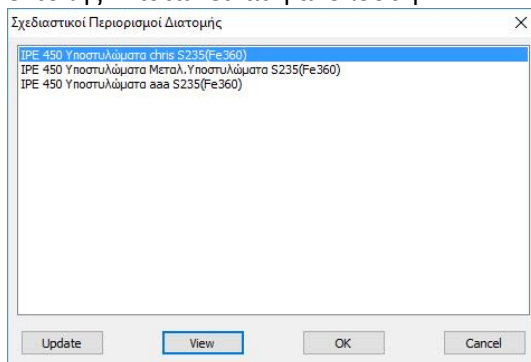 Σχεδιαστικοί Περιορισμοί Διατομής
IPE 450 Υποστυλώματα chris S235(Fe360)
IPE 450 Υποστυλώματα Μεταλ.Υποστυλώματα S235(Fe360)
IPE 450 Υποστυλώματα aaa S235(Fe360)
Update View OK Cancel